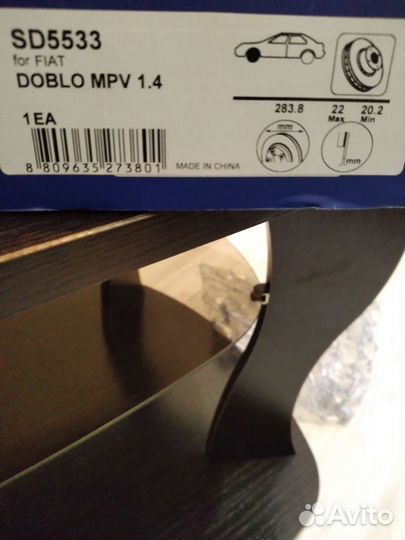 SD5533
for FIAT
DOBLO MPV 1.4
1EA
8 809635 273801
MADE IN CHINA
283.8
22 20.2
Max Min
mm
mm
Avito